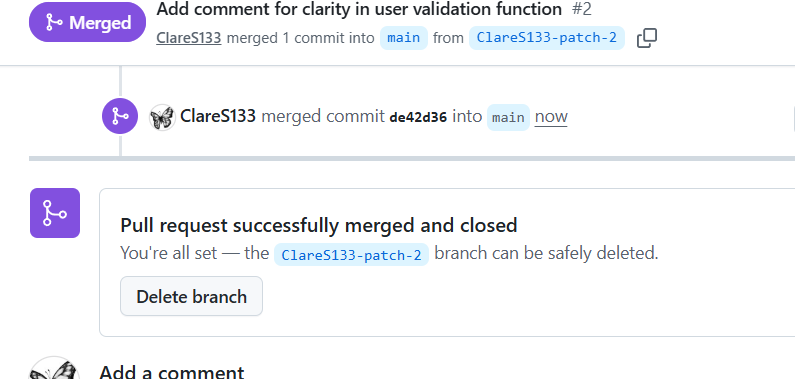 Merged
Add comment for clarity in user validation function #2
ClareS133 merged 1 commit into main from ClareS133-patch-2
ClareS133 merged commit de42d36 into main now
Pull request successfully merged and closed
You're all set — the ClareS133-patch-2 branch can be safely deleted.
Delete branch
Add a comment